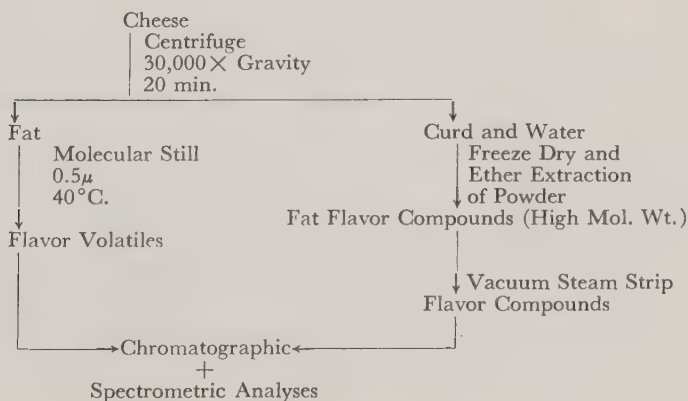 Cheese
Centrifuge
30,000× Gravity
20 min.
Fat
Molecular Still
0.5μ
40°C.
Flavor Volatiles
Curd and Water
Freeze Dry and
Ether Extraction
of Powder
Fat Flavor Compounds (High Mol. Wt.)
Vacuum Steam Strip
Flavor Compounds
Chromatographic
+
Spectrometric Analyses